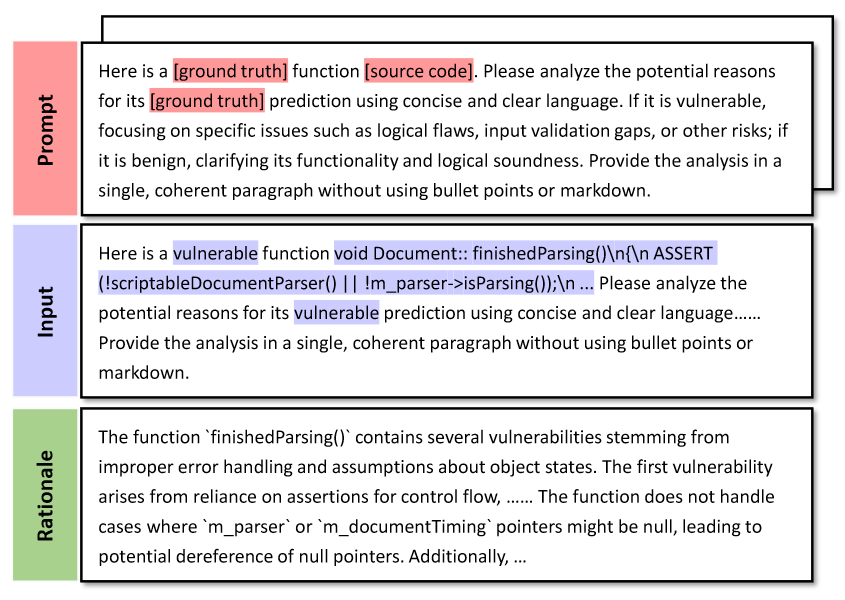 Prompt
Here is a [ground truth] function [source code]. Please analyze the potential reasons
for its [ground truth] prediction using concise and clear language. If it is vulnerable,
focusing on specific issues such as logical flaws, input validation gaps, or other risks; if
it is benign, clarifying its functionality and logical soundness. Provide the analysis in a
single, coherent paragraph without using bullet points or markdown.
Input
Here is a vulnerable function void Document:: finishedParsing()\n{\n ASSERT
(!scriptableDocumentParser() || !m_parser->isParsing());\n ... Please analyze the
potential reasons for its vulnerable prediction using concise and clear language......
Provide the analysis in a single, coherent paragraph without using bullet points or
markdown.
Rationale
The function `finishedParsing()` contains several vulnerabilities stemming from
improper error handling and assumptions about object states. The first vulnerability
arises from reliance on assertions for control flow, ...... The function does not handle
cases where `m_parser` or `m_documentTiming` pointers might be null, leading to
potential dereference of null pointers. Additionally, ...